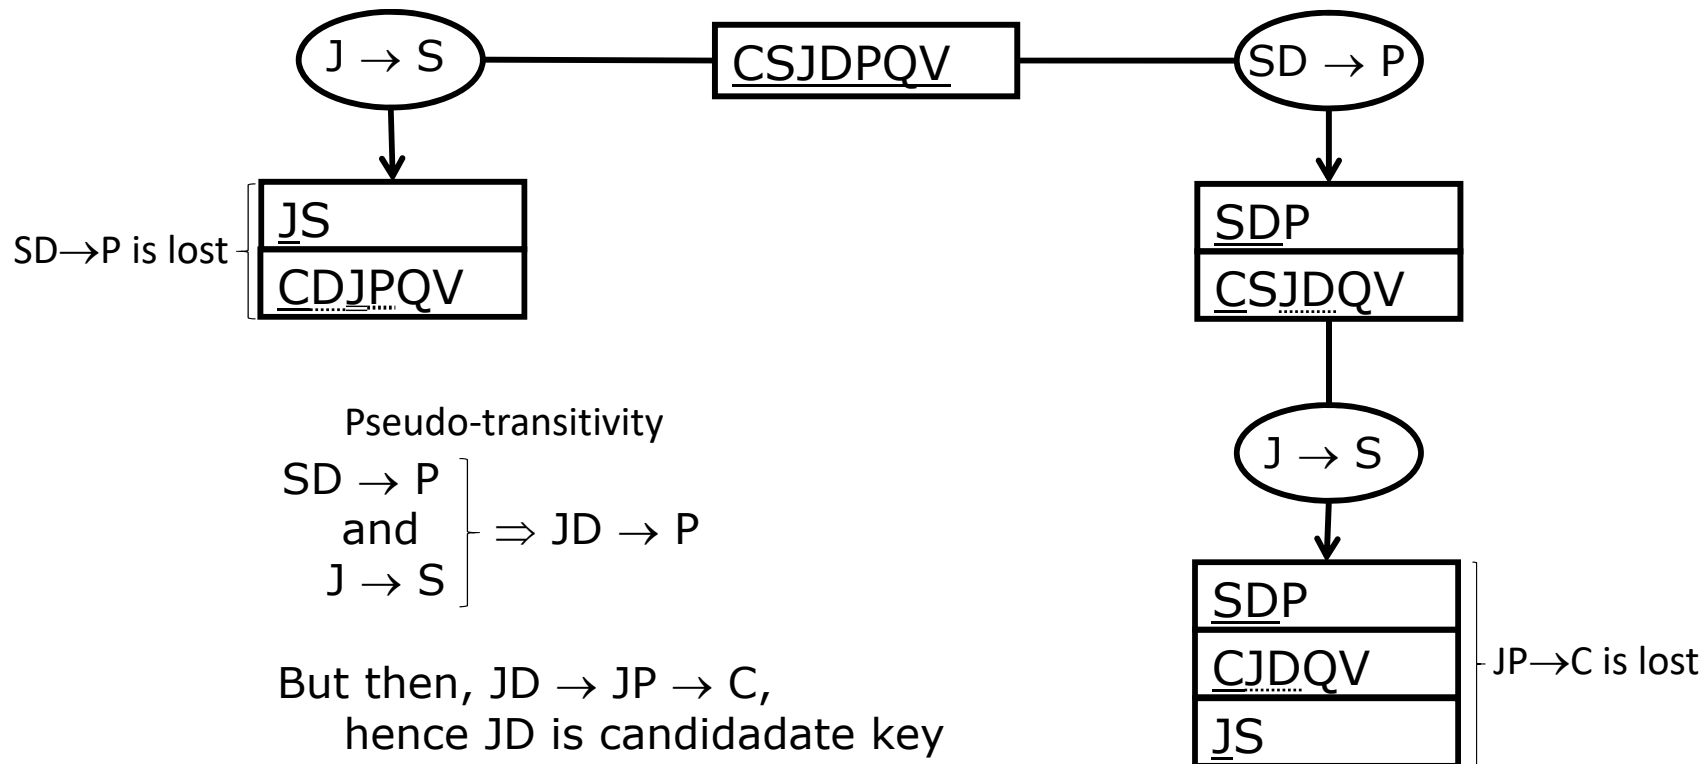 J → S
CSJDPQV
SD → P
SD→P is lost
JS
CDJPQV
SDP
CSJDQV
J → S
Pseudo-transitivity
SD → P
and
J → S
⇒ JD → P
But then, JD → JP → C,
hence JD is candidadate key
SDP
CJDQV
JS
JP→C is lost